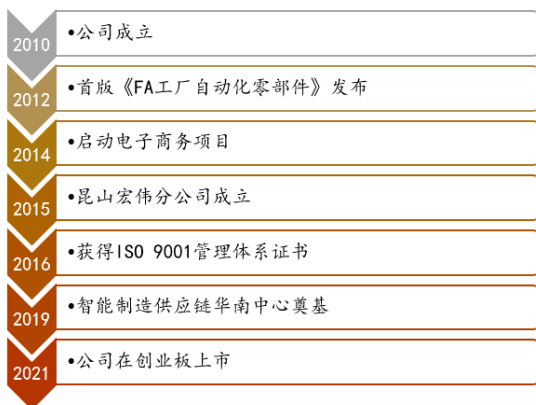 2010
•公司成立
2012
•首版《FA工厂自动化零部件》发布
2014
•启动电子商务项目
2015
•昆山宏伟分公司成立
2016
•获得ISO 9001管理体系证书
2019
•智能制造供应链华南中心奠基
2021
•公司在创业板上市